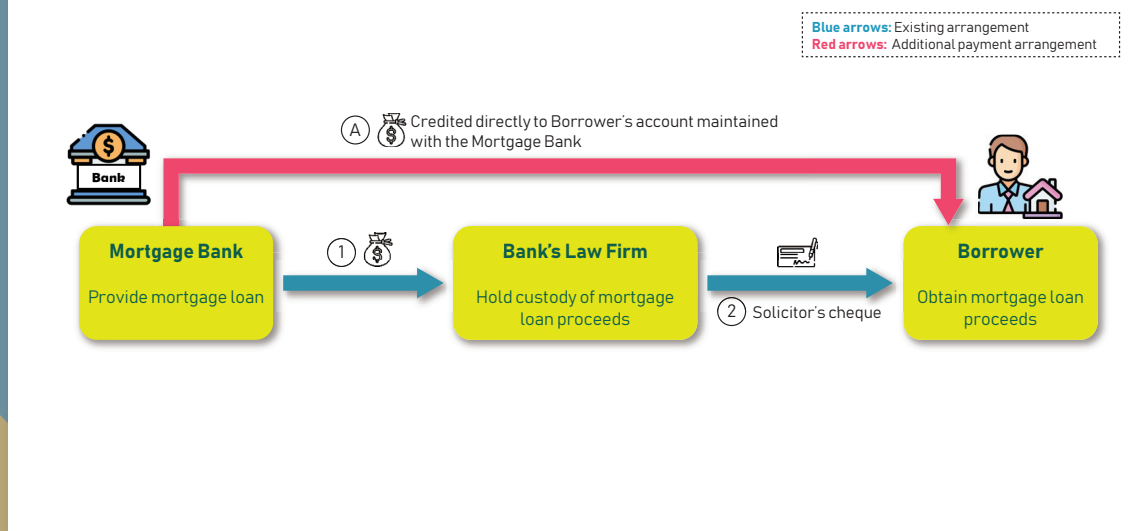 Blue arrows: Existing arrangement
Red arrows: Additional payment arrangement
A
Credited directly to Borrower's account maintained
with the Mortgage Bank
Bank
Mortgage Bank
Provide mortgage loan
1
Bank's Law Firm
Hold custody of mortgage
loan proceeds
2 Solicitor's cheque
Borrower
Obtain mortgage loan
proceeds